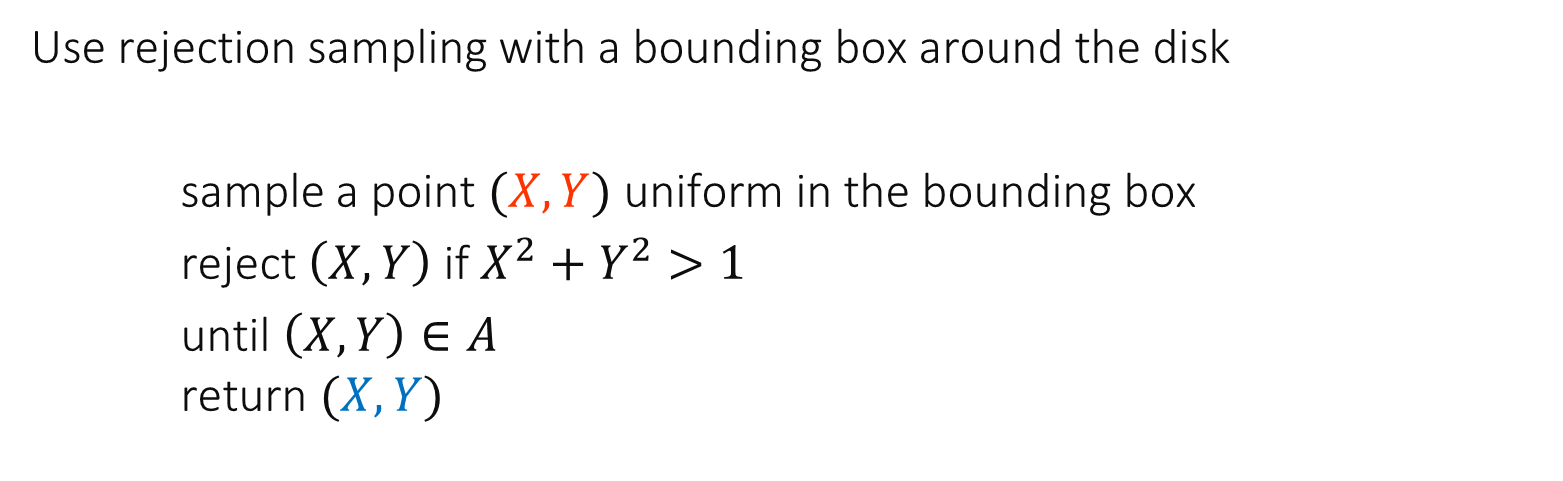 Use rejection sampling with a bounding box around the disk
sample a point (X, Y) uniform in the bounding box
reject (X, Y) if X² + Y² > 1
until (X, Y) ∈ A
return (X, Y)